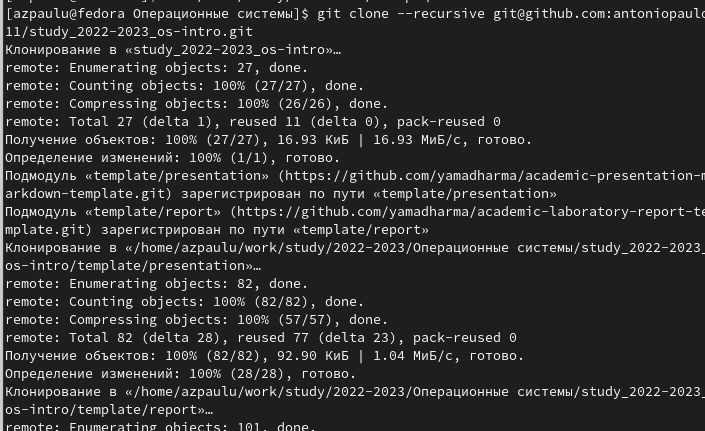 [azpaulu@fedora Операционные системы]$ git clone --recursive git@github.com:antoniopaulo
11/study_2022-2023_os-intro.git
Клонирование в «study_2022-2023_os-intro»…
remote: Enumerating objects: 27, done.
remote: Counting objects: 100% (27/27), done.
remote: Compressing objects: 100% (26/26), done.
remote: Total 27 (delta 1), reused 11 (delta 0), pack-reused 0
Получение объектов: 100% (27/27), 16.93 КиБ | 16.93 МиБ/с, готово.
Определение изменений: 100% (1/1), готово.
Подмодуль «template/presentation» (https://github.com/yamadharma/academic-presentation-m
arkdown-template.git) зарегистрирован по пути «template/presentation»
Подмодуль «template/report» (https://github.com/yamadharma/academic-laboratory-report-te
mplate.git) зарегистрирован по пути «template/report»
Клонирование в «/home/azpaulu/work/study/2022-2023/Операционные системы/study_2022-2023_
os-intro/template/presentation»…
remote: Enumerating objects: 82, done.
remote: Counting objects: 100% (82/82), done.
remote: Compressing objects: 100% (57/57), done.
remote: Total 82 (delta 28), reused 77 (delta 23), pack-reused 0
Получение объектов: 100% (82/82), 92.90 КиБ | 1.04 МиБ/с, готово.
Определение изменений: 100% (28/28), готово.
Клонирование в «/home/azpaulu/work/study/2022-2023/Операционные системы/study_2022-2023_
os-intro/template/report»…
remote: Enumerating objects: 101, done.